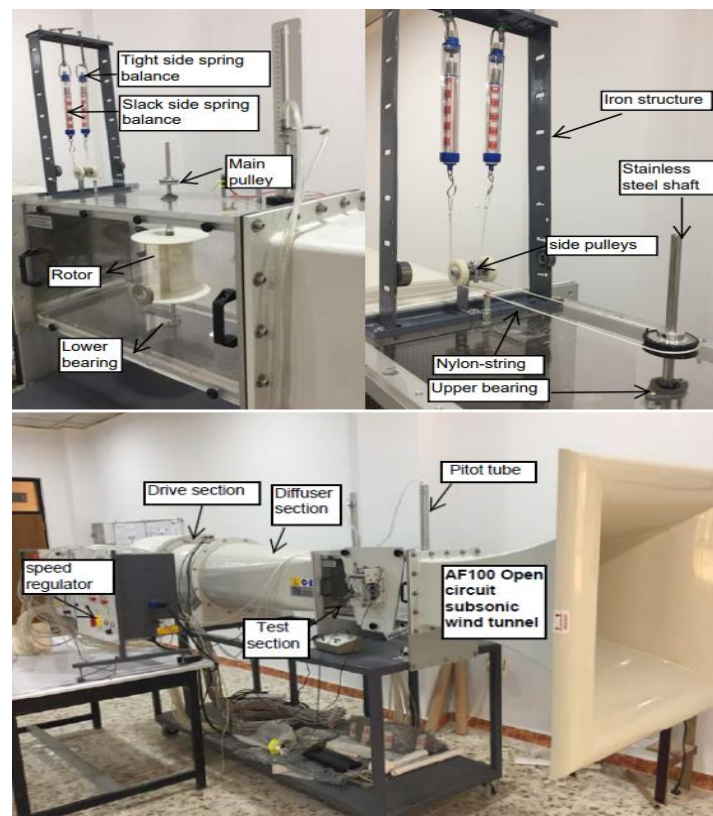 Tight side spring
balance
Slack side spring
balance
Main
pulley
Rotor
Lower
bearing
Iron structure
Stainless
steel shaft
side pulleys
Nylon-string
Upper bearing
Drive section
Diffuser
section
Pitot tube
speed
regulator
Test
section
AF100 Open
circuit
subsonic
wind tunnel